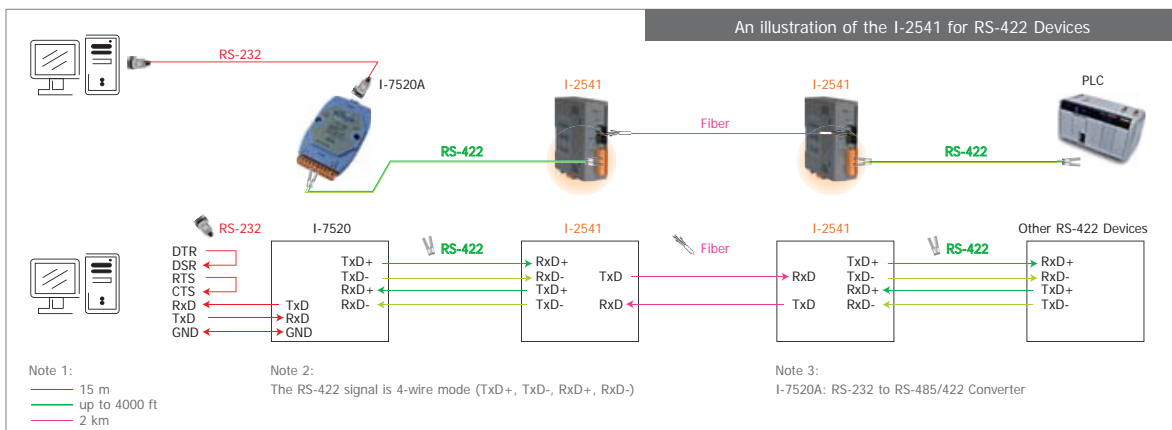 An illustration of the I-2541 for RS-422 Devices
RS-232
I-7520A
I-2541
I-2541
PLC
Fiber
RS-422
RS-422
RS-232
I-7520
I-2541
I-2541
Other RS-422 Devices
RS-422
Fiber
RS-422
DTR
DSR
RTS
CTS
RxD
TxD
GND
TxD
RxD
GND
TxD+
TxD-
RxD+
RxD-
RxD+
RxD-
TxD+
TxD-
TxD
RxD
RxD
TxD
TxD+
TxD-
RxD+
RxD-
RxD+
RxD-
TxD+
TxD-
Note 1:
15 m
up to 4000 ft
2 km
Note 2:
The RS-422 signal is 4-wire mode (TxD+, TxD-, RxD+, RxD-)
Note 3:
I-7520A: RS-232 to RS-485/422 Converter